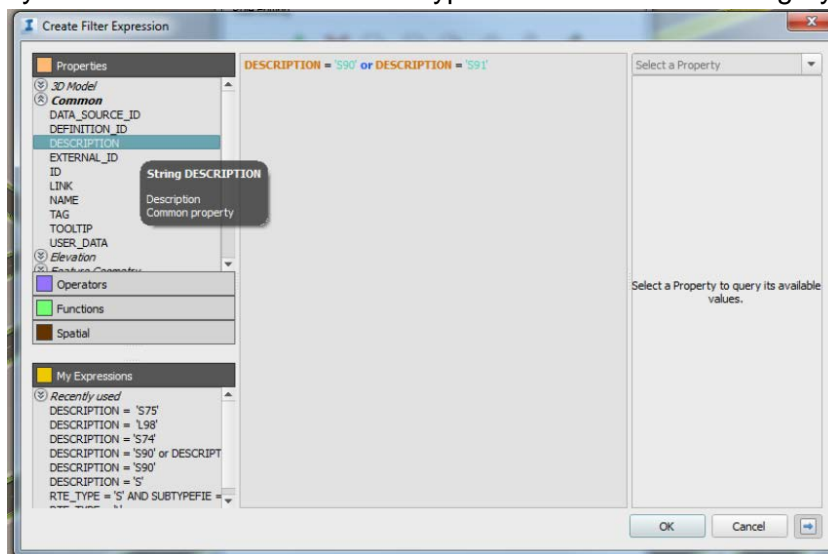 Create Filter Expression
Properties
3D Model
Common
DATA_SOURCE_ID
DEFINITION_ID
DESCRIPTION
EXTERNAL_ID
ID
LINK
NAME
TAG
TOOLTIP
USER_DATA
Elevation
Feature Geometry
String DESCRIPTION
Description
Common property
Operators
Functions
Spatial
My Expressions
Recently used
DESCRIPTION = 'S75'
DESCRIPTION = 'L98'
DESCRIPTION = 'S74'
DESCRIPTION = 'S90' or DESCRIPT
DESCRIPTION = 'S90'
DESCRIPTION = 'S'
RTE_TYPE = 'S' AND SUBTYPEFIE =
DESCRIPTION = 'S90' or DESCRIPTION = 'S91'
Select a Property
Select a Property to query its available
values.
OK
Cancel